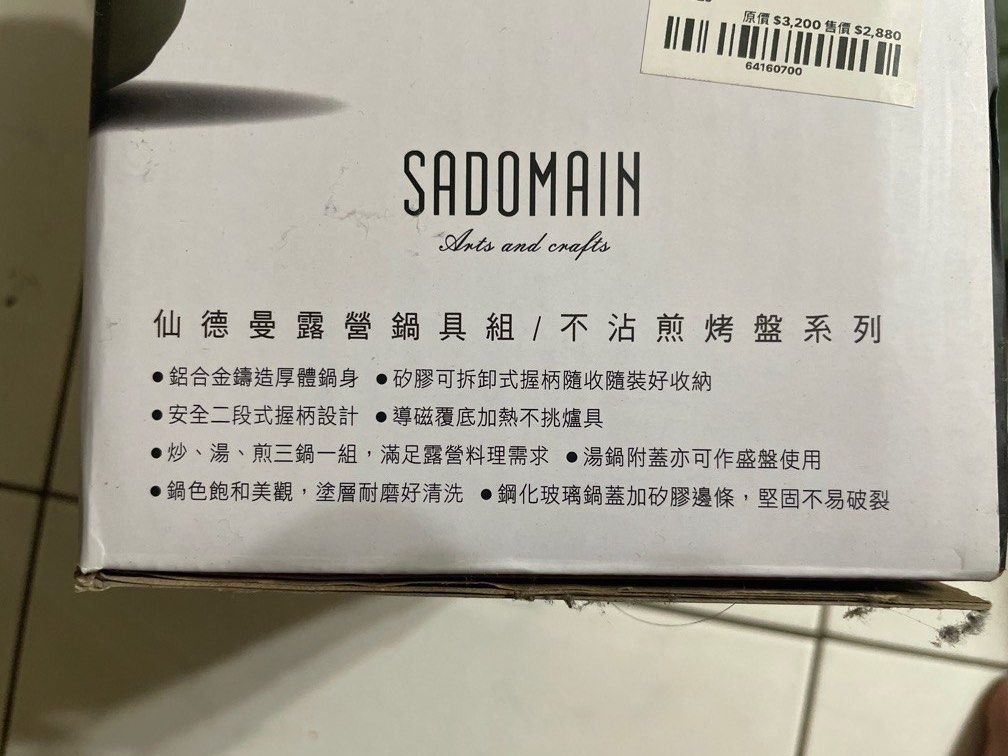 原價 $3,200 售價 $2,880
64160700
SADOMAIN
Arts and crafts
仙德曼露營鍋具組/不沾煎烤盤系列
●鋁合金鑄造厚體鍋身 ●矽膠可拆卸式握柄隨收隨裝好收納
●安全二段式握柄設計 ●導磁覆底加熱不挑爐具
●炒、湯、煎三鍋一組，滿足露營料理需求 ●湯鍋附蓋亦可作盛盤使用
●鍋色飽和美觀，塗層耐磨好清洗 ●鋼化玻璃鍋蓋加矽膠邊條，堅固不易破裂